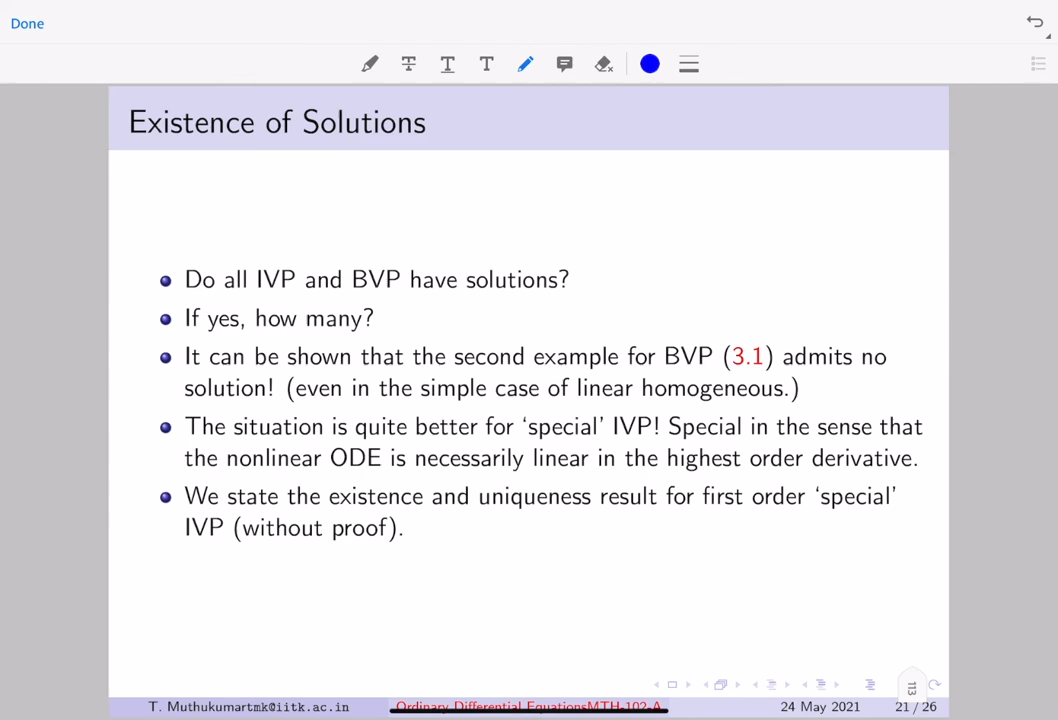 Done
Existence of Solutions
Do all IVP and BVP have solutions?
If yes, how many?
It can be shown that the second example for BVP (3.1) admits no
solution! (even in the simple case of linear homogeneous.)
The situation is quite better for ‘special’ IVP! Special in the sense that
the nonlinear ODE is necessarily linear in the highest order derivative.
We state the existence and uniqueness result for first order ‘special’
IVP (without proof).
113
T. Muthukumartmk@iitk.ac.in Ordinary Differential EquationsMTH-102-A 24 May 2021 21 / 26